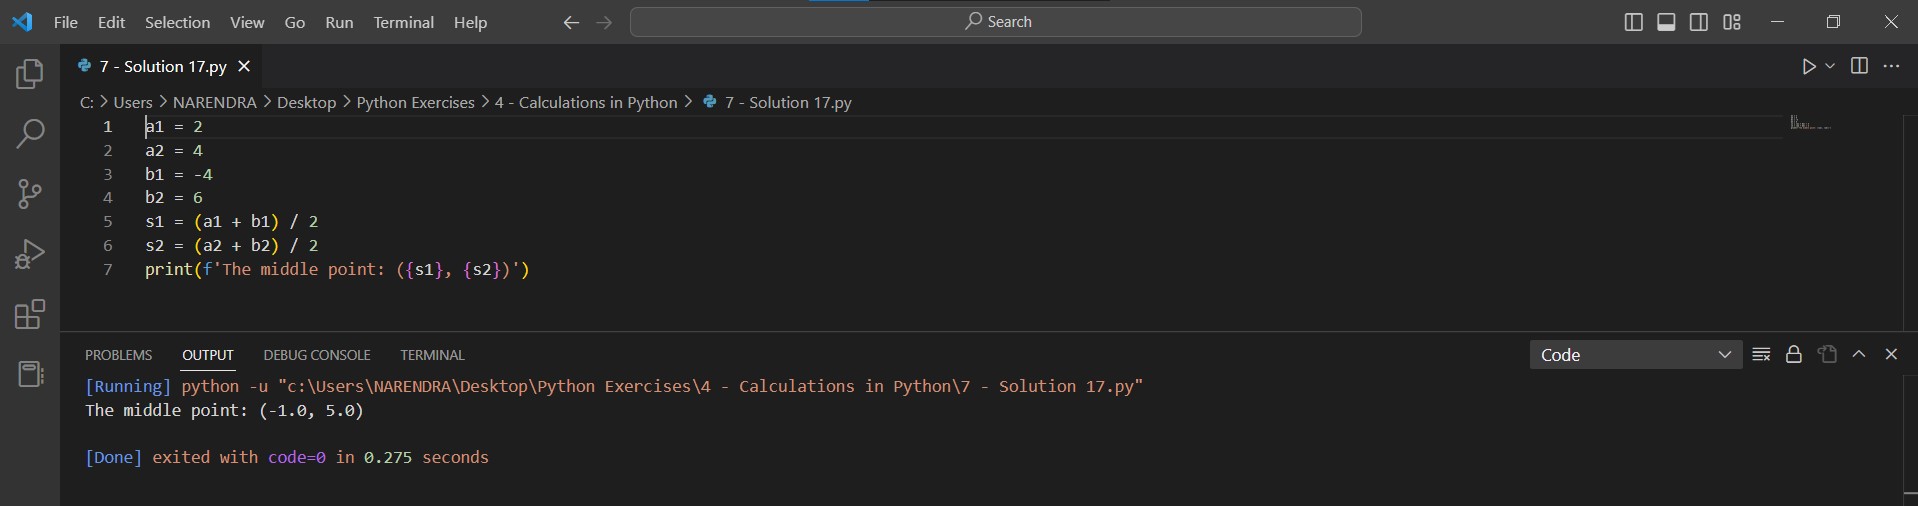 File Edit Selection View Go Run Terminal Help Search
7 - Solution 17.py
C: > Users > NARENDRA > Desktop > Python Exercises > 4 - Calculations in Python > 7 - Solution 17.py
1 a1 = 2
2 a2 = 4
3 b1 = -4
4 b2 = 6
5 s1 = (a1 + b1) / 2
6 s2 = (a2 + b2) / 2
7 print(f'The middle point: ({s1}, {s2})')
PROBLEMS OUTPUT DEBUG CONSOLE TERMINAL Code
[Running] python -u "c:\Users\NARENDRA\Desktop\Python Exercises\4 - Calculations in Python\7 - Solution 17.py"
The middle point: (-1.0, 5.0)
[Done] exited with code=0 in 0.275 seconds